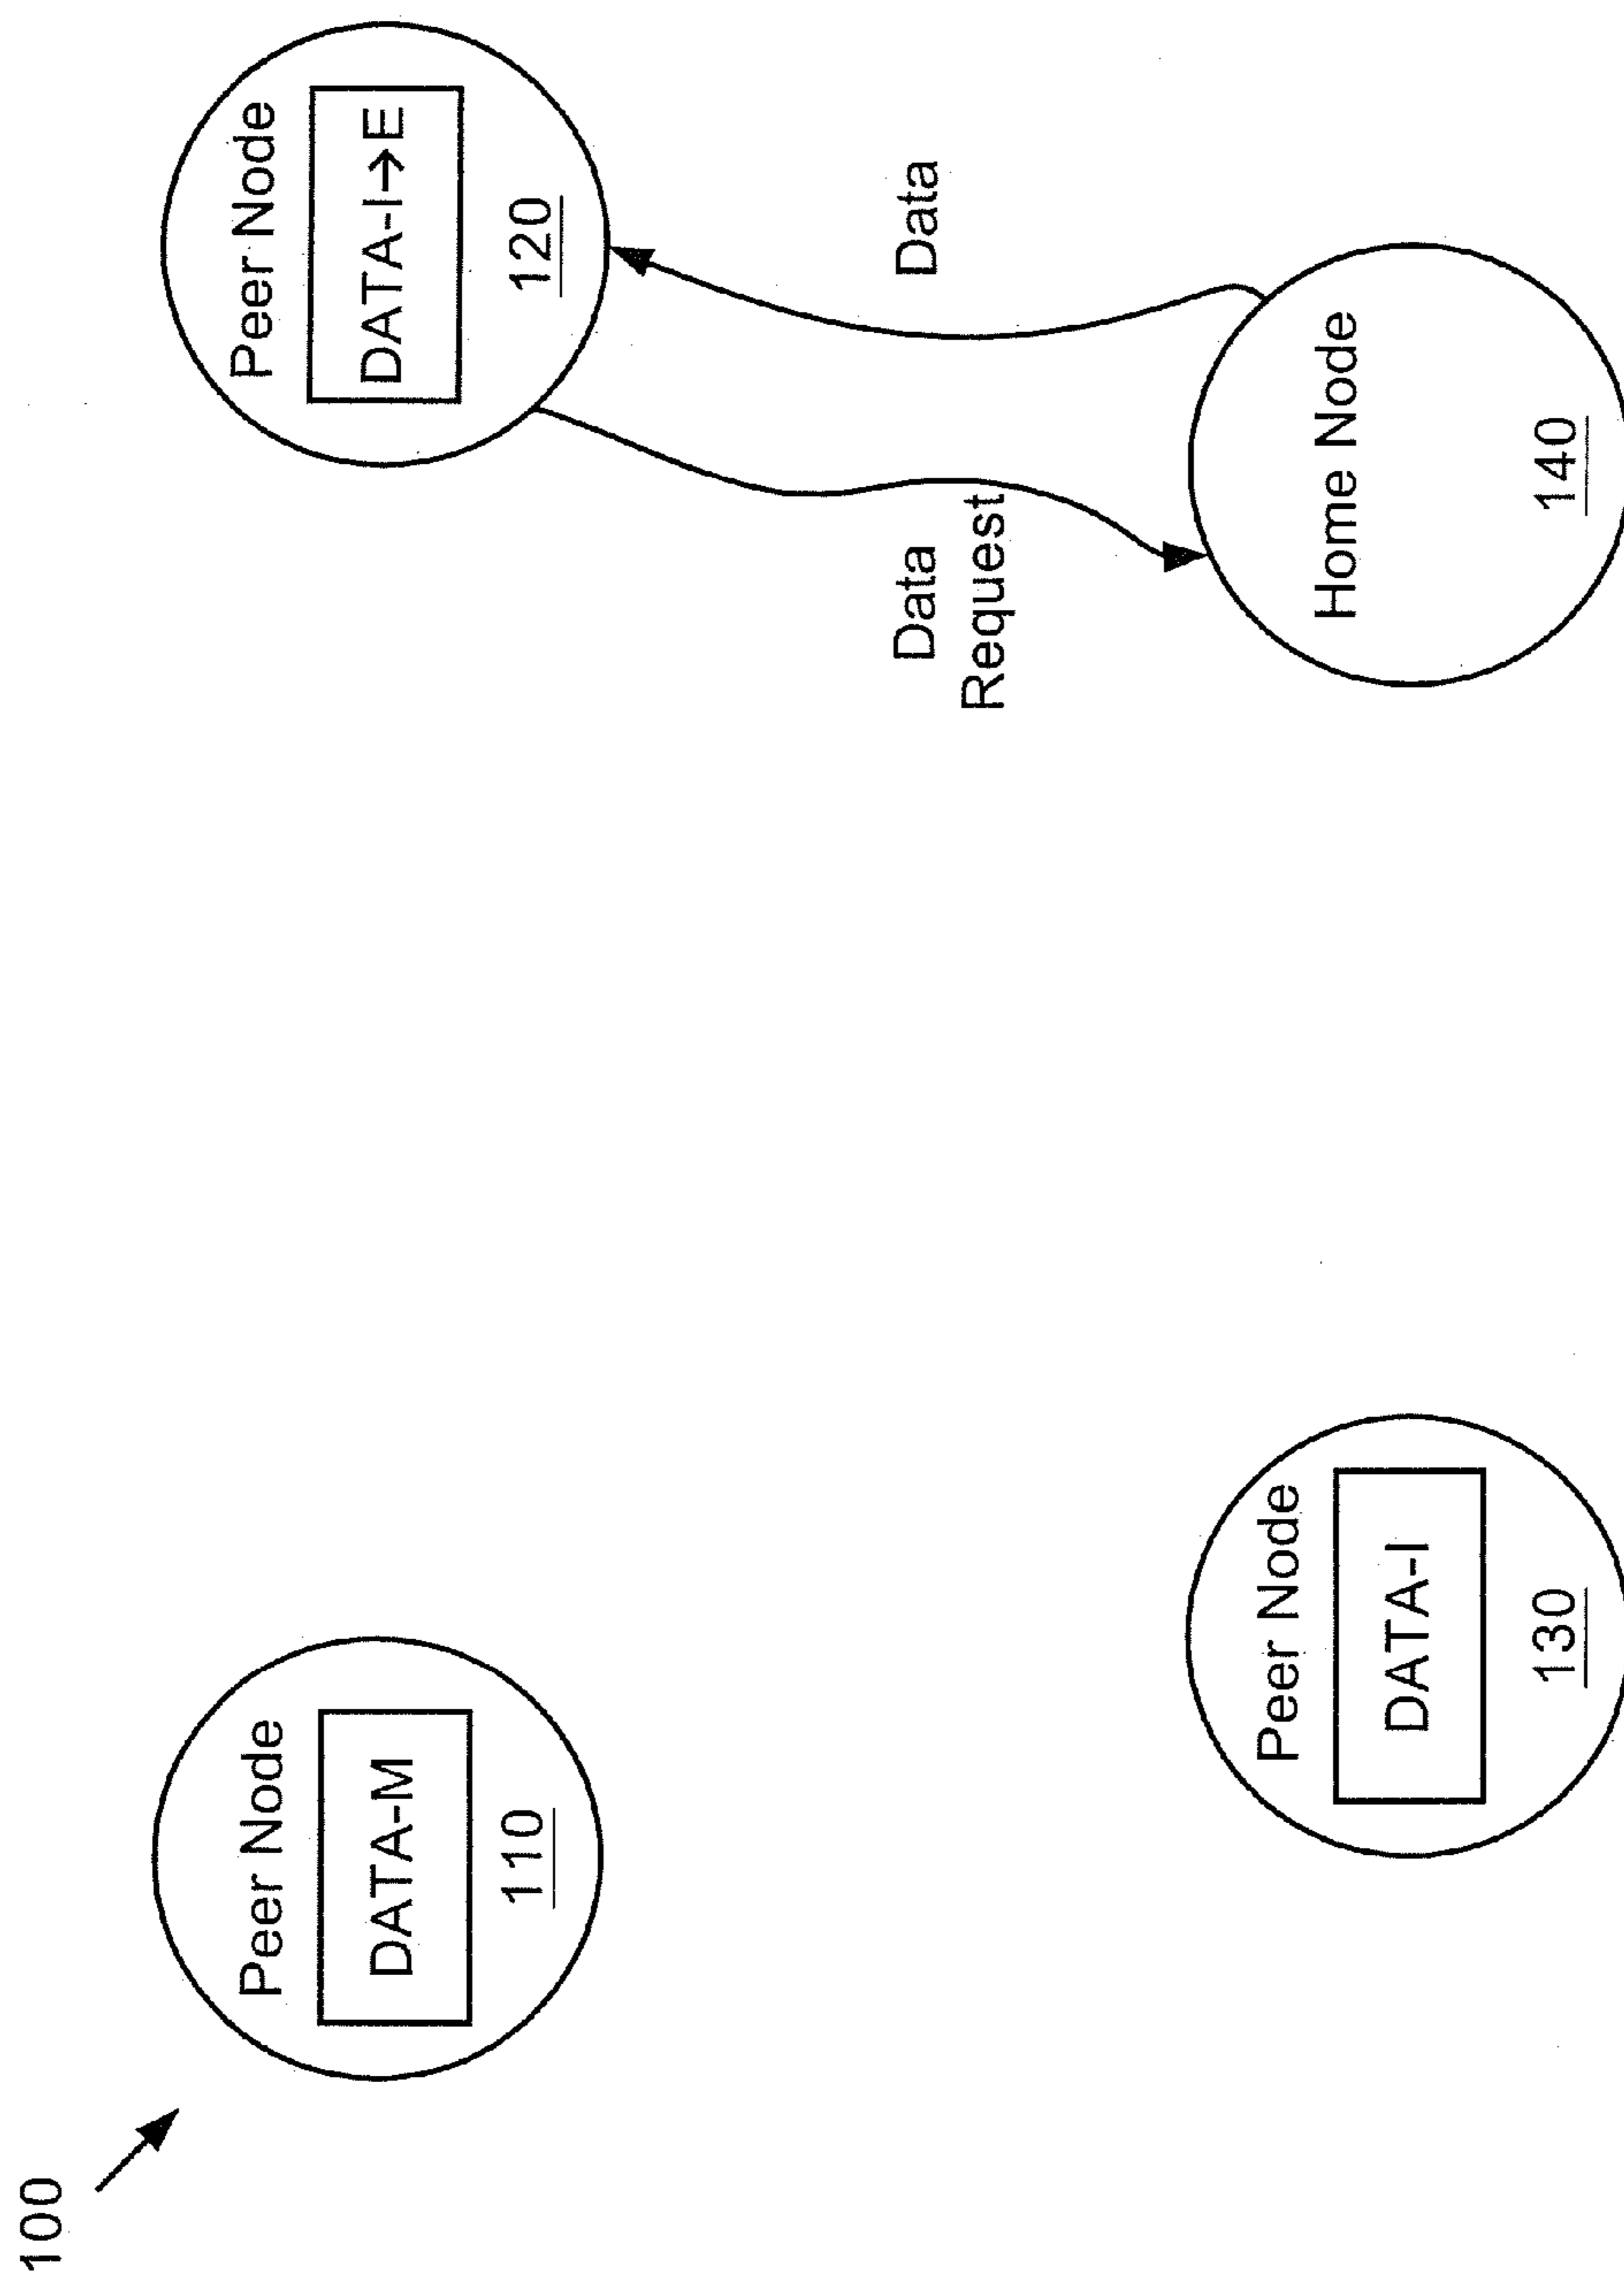 100
Peer Node
DATA-M
110
Peer Node
DATA-I→E
120
Data
Request
Data
Peer Node
DATA-I
130
Home Node
140